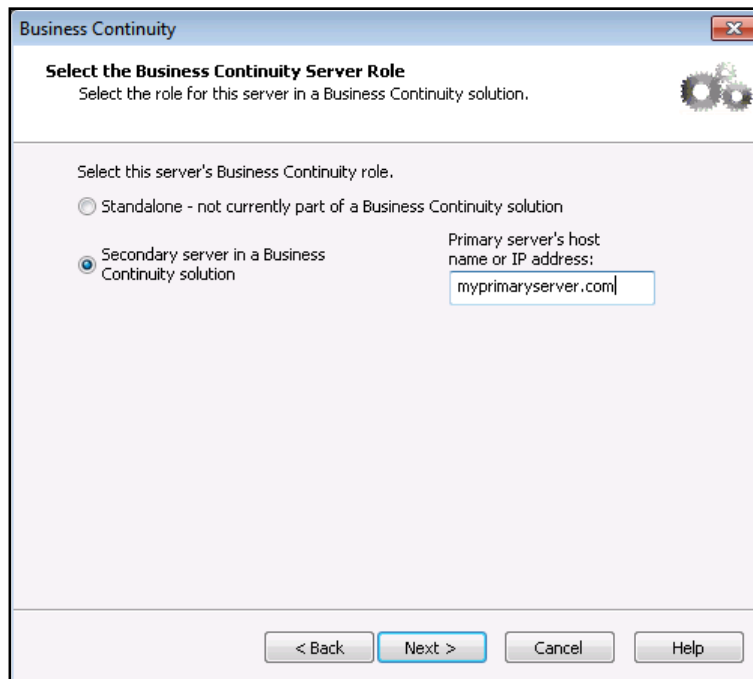 Business Continuity
Select the Business Continuity Server Role
Select the role for this server in a Business Continuity solution.
Select this server's Business Continuity role.
Standalone - not currently part of a Business Continuity solution
Secondary server in a Business
Continuity solution
Primary server's host
name or IP address:
myprimaryserver.com
< Back
Next >
Cancel
Help